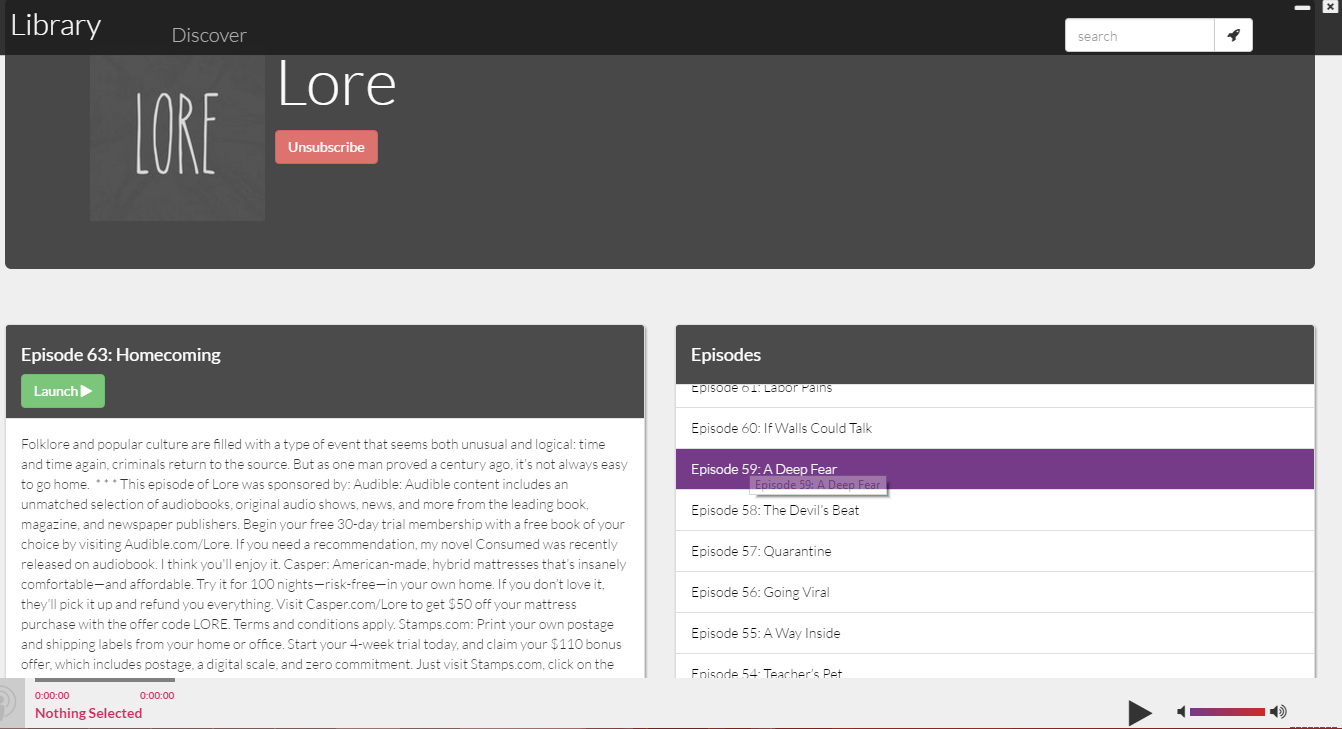 Library
Discover
search
LORE
Lore
Unsubscribe
Episode 63: Homecoming
Launch
Folklore and popular culture are filled with a type of event that seems both unusual and logical: time
and time again, criminals return to the source. But as one man proved a century ago, it's not always easy
to go home. * * * This episode of Lore was sponsored by: Audible: Audible content includes an
unmatched selection of audiobooks, original audio shows, news, and more from the leading book,
magazine, and newspaper publishers. Begin your free 30-day trial membership with a free book of your
choice by visiting Audible.com/Lore. If you need a recommendation, my novel Consumed was recently
released on audiobook. I think you'll enjoy it. Casper: American-made, hybrid mattresses that's insanely
comfortable—and affordable. Try it for 100 nights—risk-free—in your own home. If you don't love it,
they'll pick it up and refund you everything. Visit Casper.com/Lore to get $50 off your mattress
purchase with the offer code LORE. Terms and conditions apply. Stamps.com: Print your own postage
and shipping labels from your home or office. Start your 4-week trial today, and claim your $110 bonus
offer, which includes postage, a digital scale, and zero commitment. Just visit Stamps.com, click on the
Episodes
Episode 61: Labor Pains
Episode 60: If Walls Could Talk
Episode 59: A Deep Fear
Episode 59: A Deep Fear
Episode 58: The Devil's Beat
Episode 57: Quarantine
Episode 56: Going Viral
Episode 55: A Way Inside
Episode 54: Teacher's Pet
0:00:00 0:00:00
Nothing Selected